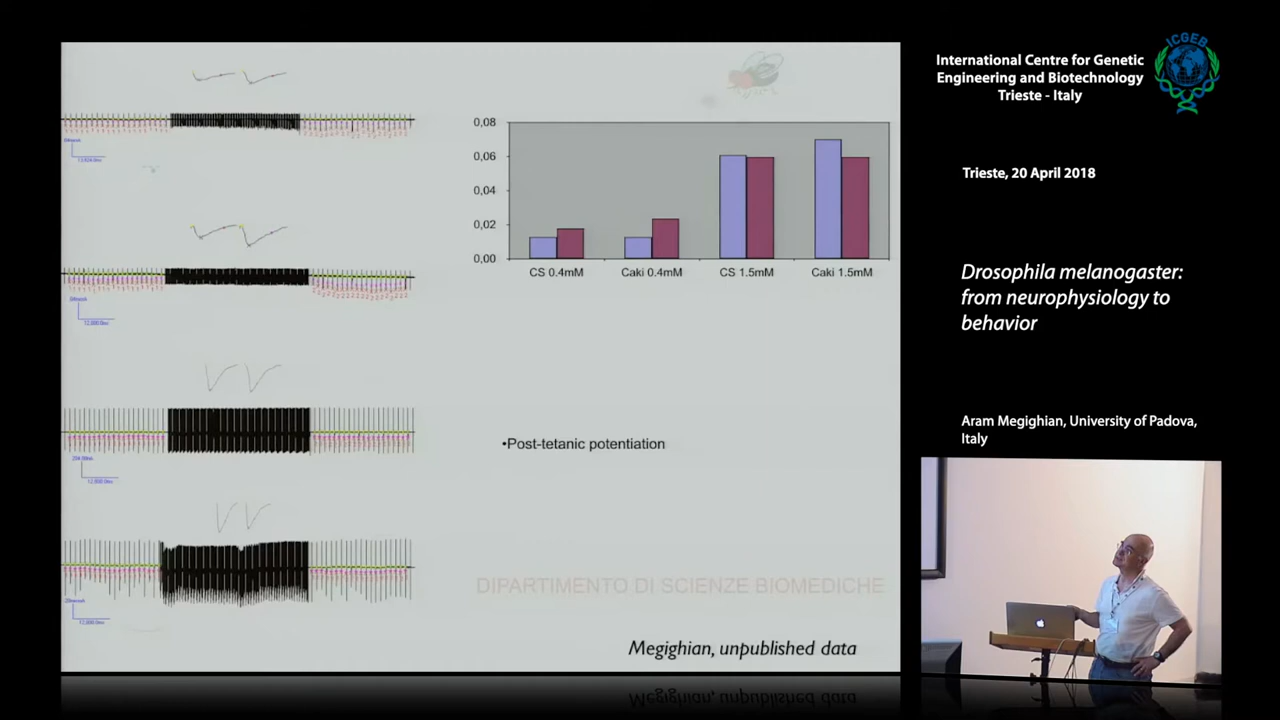 0,08
0,06
0,04
0,02
0,00
CS 0.4mM
Caki 0.4mM
CS 1.5mM
Caki 1.5mM
•Post-tetanic potentiation
DIPARTIMENTO DI SCIENZE BIOMEDICHE
Megighian, unpublished data
International Centre for Genetic
Engineering and Biotechnology
Trieste - Italy
ICGEB
Trieste, 20 April 2018
Drosophila melanogaster:
from neurophysiology to
behavior
Aram Megighian, University of Padova,
Italy